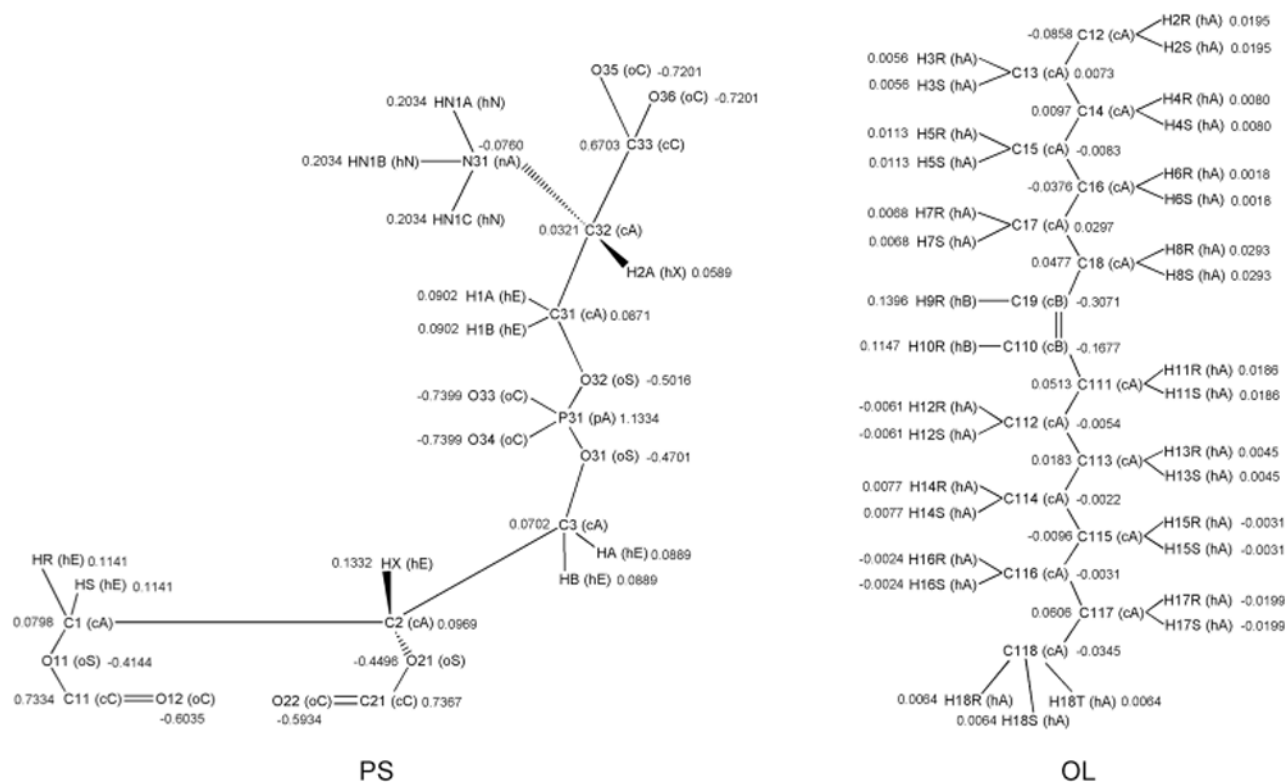 O35 (oC) -0.7201
O36 (oC) -0.7201
0.2034 HN1A (hN)
-0.0760
0.6703 C33 (cC)
0.2034 HN1B (hN) N31 (nA)
0.2034 HN1C (hN)
0.0321 C32 (cA)
H2A (hX) 0.0589
0.0902 H1A (hE)
C31 (cA) 0.0871
0.0902 H1B (hE)
O32 (oS) -0.5016
-0.7399 O33 (oC)
P31 (pA) 1.1334
-0.7399 O34 (oC)
O31 (oS) -0.4701
0.0702 C3 (cA)
HR (hE) 0.1141
HA (hE) 0.0889
0.1332 HX (hE)
HS (hE) 0.1141
HB (hE) 0.0889
0.0798 C1 (cA)
C2 (cA) 0.0969
O11 (oS) -0.4144
-0.4496 O21 (oS)
0.7334 C11 (cC) O12 (oC)
-0.6035
O22 (oC) C21 (cC) 0.7367
-0.5934
PS
H2R (hA) 0.0195
-0.0858 C12 (cA)
H2S (hA) 0.0195
0.0056 H3R (hA)
C13 (cA) 0.0073
0.0056 H3S (hA)
H4R (hA) 0.0080
0.0097 C14 (cA)
H4S (hA) 0.0080
0.0113 H5R (hA)
C15 (cA) -0.0083
0.0113 H5S (hA)
H6R (hA) 0.0018
-0.0376 C16 (cA)
H6S (hA) 0.0018
0.0068 H7R (hA)
C17 (cA) 0.0297
0.0068 H7S (hA)
H8R (hA) 0.0293
0.0477 C18 (cA)
H8S (hA) 0.0293
0.1396 H9R (hB) C19 (cB) -0.3071
0.1147 H10R (hB) C110 (cB) -0.1677
H11R (hA) 0.0186
0.0513 C111 (cA)
H11S (hA) 0.0186
-0.0061 H12R (hA)
C112 (cA) -0.0054
-0.0061 H12S (hA)
H13R (hA) 0.0045
0.0183 C113 (cA)
H13S (hA) 0.0045
0.0077 H14R (hA)
C114 (cA) -0.0022
0.0077 H14S (hA)
H15R (hA) -0.0031
-0.0096 C115 (cA)
H15S (hA) -0.0031
-0.0024 H16R (hA)
C116 (cA) -0.0031
-0.0024 H16S (hA)
H17R (hA) -0.0199
0.0606 C117 (cA)
H17S (hA) -0.0199
C118 (cA) -0.0345
0.0064 H18R (hA)
H18T (hA) 0.0064
0.0064 H18S (hA)
OL